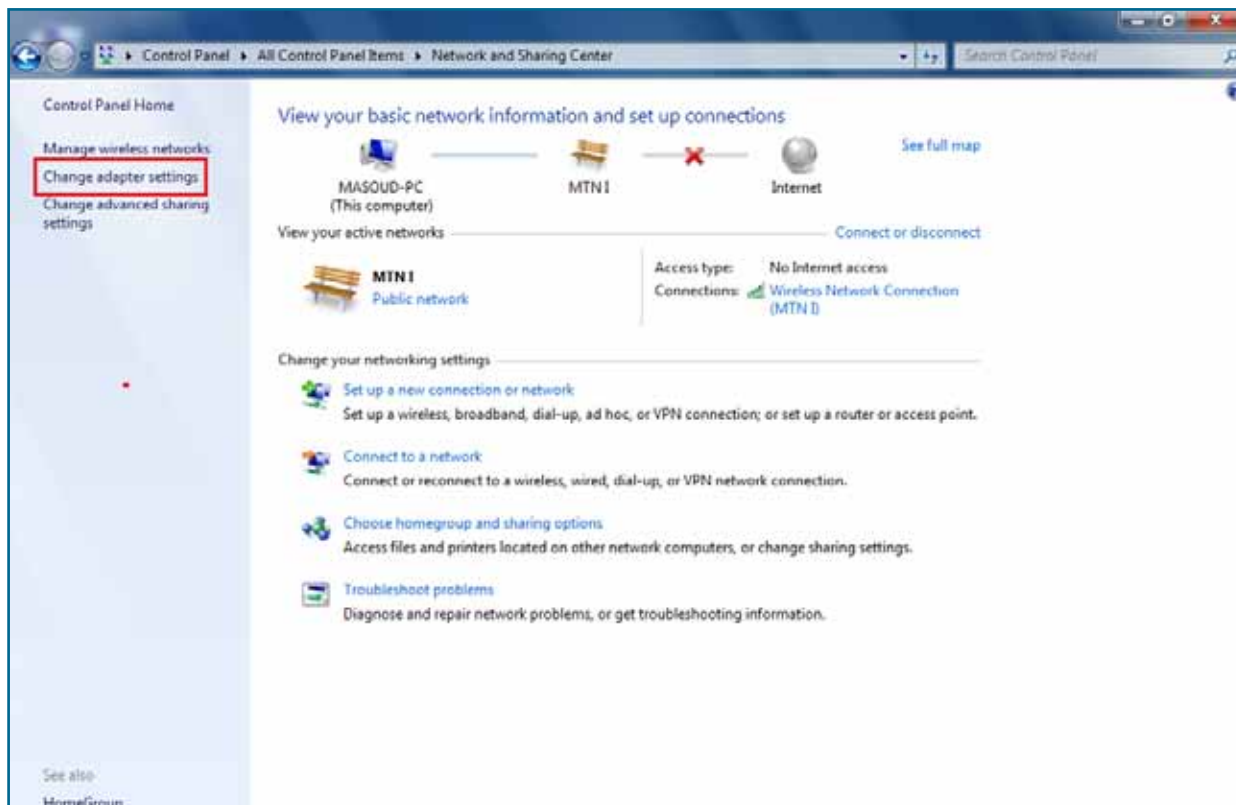 Control Panel ▸ All Control Panel Items ▸ Network and Sharing Center
Search Control Panel
Control Panel Home
Manage wireless networks
Change adapter settings
Change advanced sharing
settings
View your basic network information and set up connections
See full map
MASOUD-PC
(This computer)
MTN I
Internet
View your active networks
Connect or disconnect
MTN I
Public network
Access type: No Internet access
Connections: Wireless Network Connection
(MTN I)
Change your networking settings
Set up a new connection or network
Set up a wireless, broadband, dial-up, ad hoc, or VPN connection; or set up a router or access point.
Connect to a network
Connect or reconnect to a wireless, wired, dial-up, or VPN network connection.
Choose homegroup and sharing options
Access files and printers located on other network computers, or change sharing settings.
Troubleshoot problems
Diagnose and repair network problems, or get troubleshooting information.
See also
HomeGroup